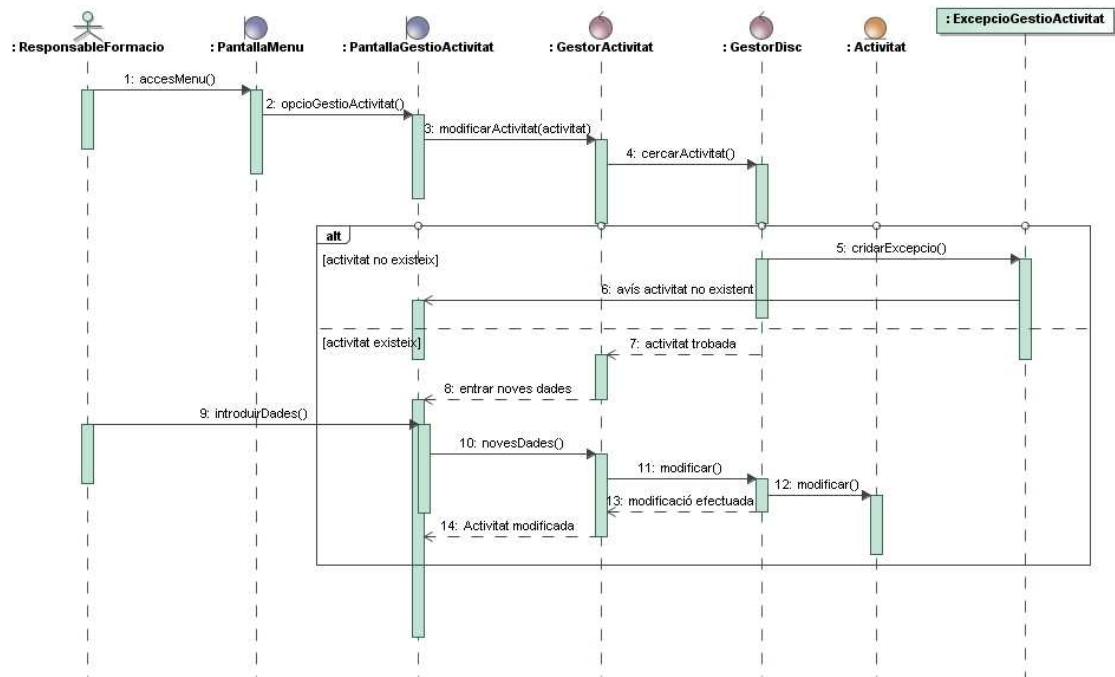 : ExcepcioGestioActivitat
: ResponsableFormacio
: PantallaMenu
: PantallaGestioActivitat
: GestorActivitat
: GestorDisc
: Activitat
1: accesMenu()
2: opcioGestioActivitat()
3: modificarActivitat(activitat)
4: cercarActivitat()
alt
[activitat no existeix]
5: cridarExcepcio()
6: avís activitat no existent
[activitat existeix]
7: activitat trobada
8: entrar noves dades
9: introduirDades()
10: novesDades()
11: modificar()
12: modificar()
13: modificació efectuada
14: Activitat modificada